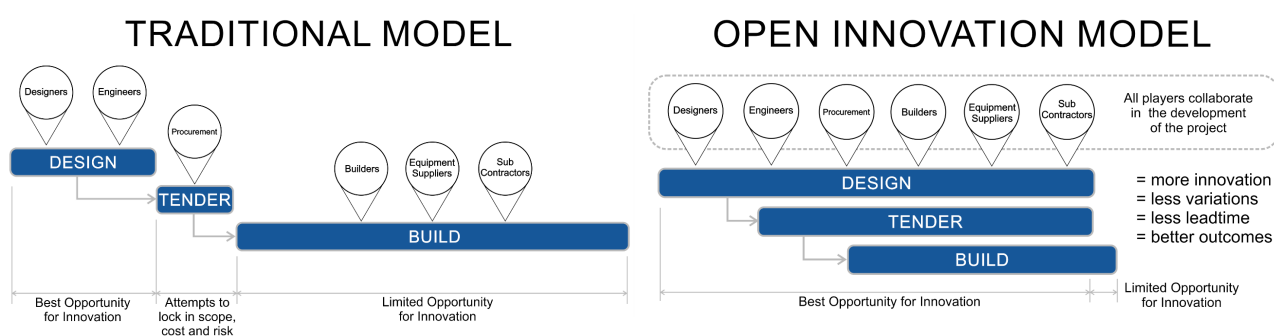 TRADITIONAL MODEL
Designers
Engineers
Procurement
Builders
Equipment
Suppliers
Sub
Contractors
DESIGN
TENDER
BUILD
Best Opportunity
for Innovation
Attempts to
lock in scope,
cost and risk
Limited Opportunity
for Innovation
OPEN INNOVATION MODEL
Designers
Engineers
Procurement
Builders
Equipment
Suppliers
Sub
Contractors
All players collaborate
in the development
of the project
DESIGN
TENDER
BUILD
= more innovation
= less variations
= less leadtime
= better outcomes
Best Opportunity for Innovation
Limited Opportunity
for Innovation